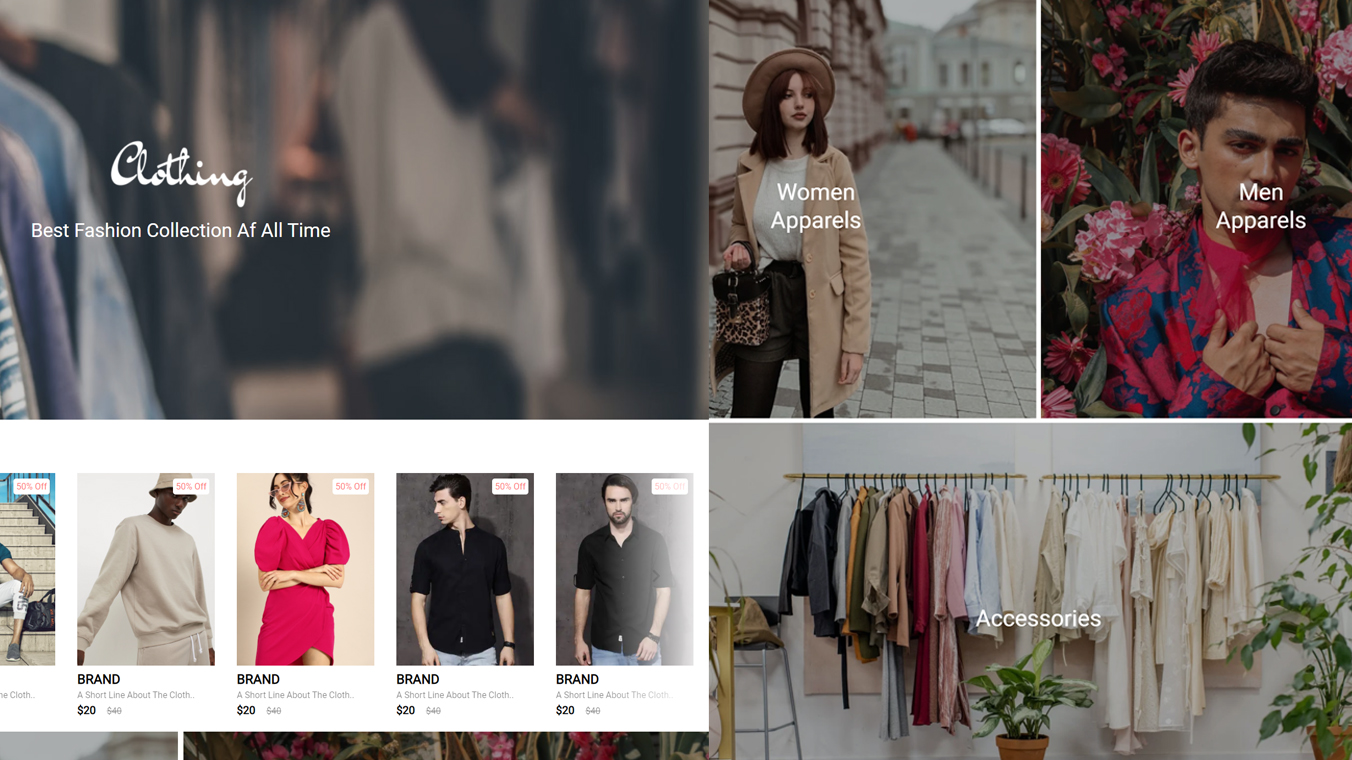 Clothing
Best Fashion Collection Af All Time
Women
Apparels
Men
Apparels
50% Off
50% Off
50% Off
50% Off
50% Off
BRAND
BRAND
BRAND
BRAND
Cloth..
A Short Line About The Cloth..
A Short Line About The Cloth..
A Short Line About The Cloth..
A Short Line About The Cloth..
$20 $40
$20 $40
$20 $40
$20 $40
Accessories